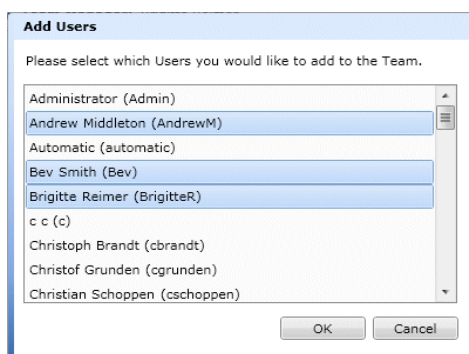 Add Users
Please select which Users you would like to add to the Team.
Administrator (Admin)
Andrew Middleton (AndrewM)
Automatic (automatic)
Bev Smith (Bev)
Brigitte Reimer (BrigitteR)
c c (c)
Christoph Brandt (cbrandt)
Christof Grunden (cgrunden)
Christian Schoppen (cschoppen)
OK Cancel